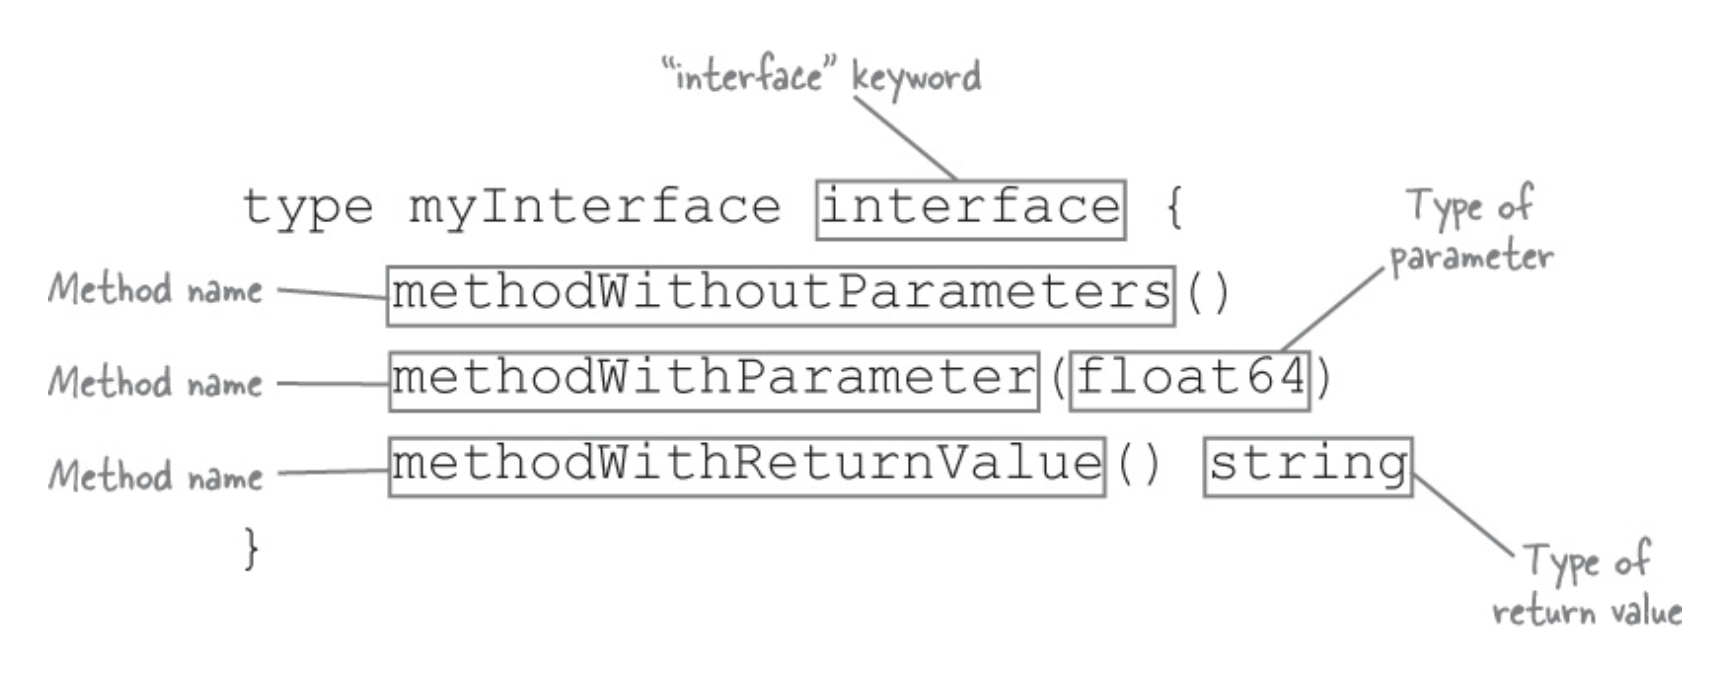 “interface” keyword
type myInterface interface {
Type of
parameter
Method name methodWithoutParameters()
Method name methodWithParameter(float64)
Method name methodWithReturnValue() string
}
Type of
return value